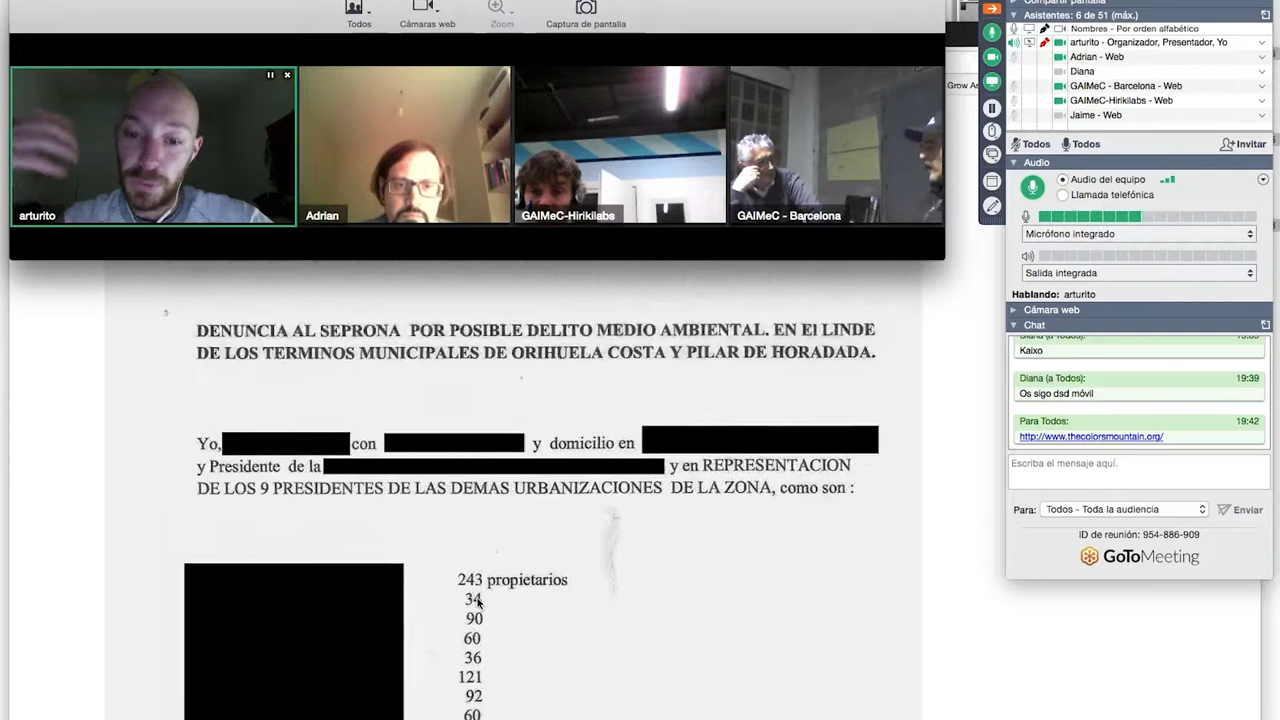 Todos
Cámaras web
Zoom
Captura de pantalla
arturito
Adrian
GAIMeC-Hirikilabs
GAIMeC - Barcelona
DENUNCIA AL SEPRONA POR POSIBLE DELITO MEDIO AMBIENTAL. EN El LINDE
DE LOS TERMINOS MUNICIPALES DE ORIHUELA COSTA Y PILAR DE HORADADA.
Yo, con y domicilio en
y Presidente de la y en REPRESENTACION
DE LOS 9 PRESIDENTES DE LAS DEMAS URBANIZACIONES DE LA ZONA, como son :
243 propietarios
34
90
60
36
121
92
60
Grow As
Compartir pantalla
Asistentes: 6 de 51 (máx.)
Nombres - Por orden alfabético
arturito - Organizador, Presentador, Yo
Adrian - Web
Diana
GAIMeC - Barcelona - Web
GAIMeC-Hirikilabs - Web
Jaime - Web
Todos Todos Invitar
Audio
Audio del equipo
Llamada telefónica
Micrófono integrado
Salida integrada
Hablando: arturito
Cámara web
Chat
Diana (a Todos):
Kaixo
Diana (a Todos): 19:39
Os sigo dsd móvil
Para Todos: 19:42
http://www.thecolorsmountain.org/
Escriba el mensaje aquí.
Para: Todos - Toda la audiencia Enviar
ID de reunión: 954-886-909
GoToMeeting